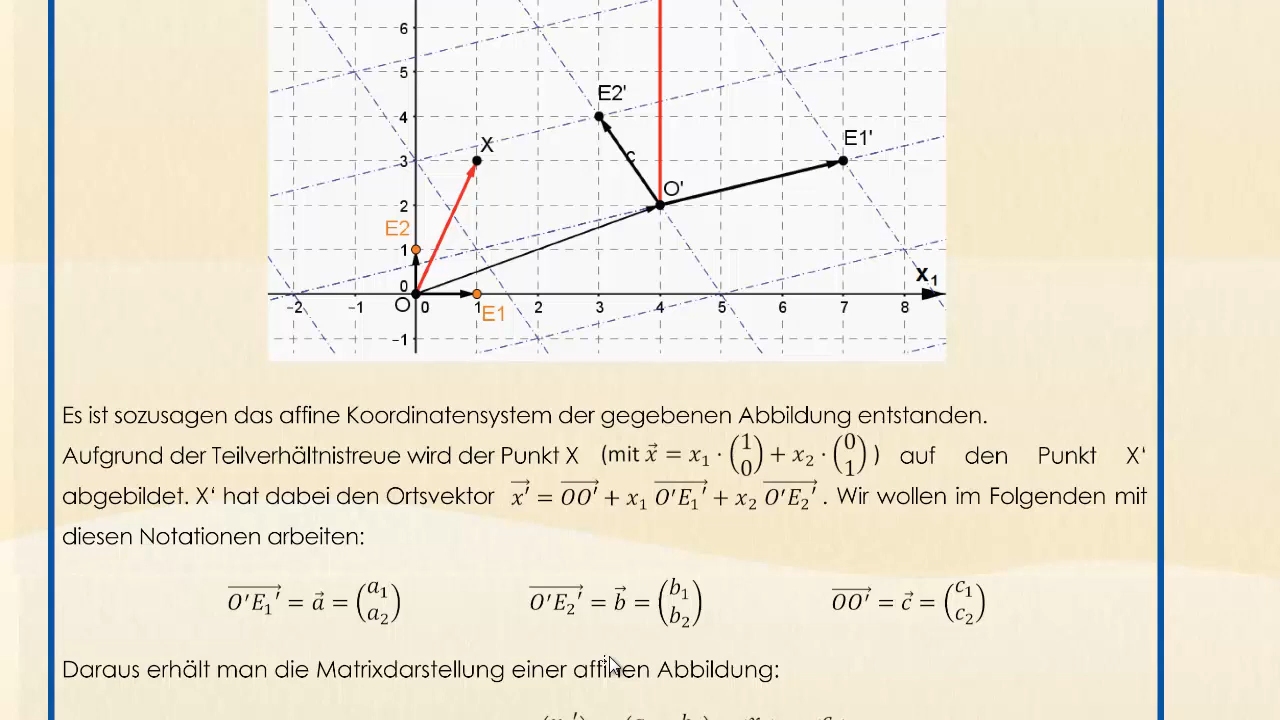 6
5
E2'
4
c
E1'
X
3
O'
2
E2
1
x₁
0
O
-2 -1 0 1 2 3 4 5 6 7 8
E1
-1
Es ist sozusagen das affine Koordinatensystem der gegebenen Abbildung entstanden.
Aufgrund der Teilverhältnistreue wird der Punkt X (mit x⃗ = x₁ · (1 0) + x₂ · (0 1)) auf den Punkt X‘
abgebildet. X‘ hat dabei den Ortsvektor x⃗′ = OO′⃗ + x₁ O′E₁′⃗ + x₂ O′E₂′⃗ . Wir wollen im Folgenden mit
diesen Notationen arbeiten:
O′E₁′⃗ = a⃗ = (a₁ a₂) O′E₂′⃗ = b⃗ = (b₁ b₂) OO′⃗ = c⃗ = (c₁ c₂)
Daraus erhält man die Matrixdarstellung einer affinen Abbildung: